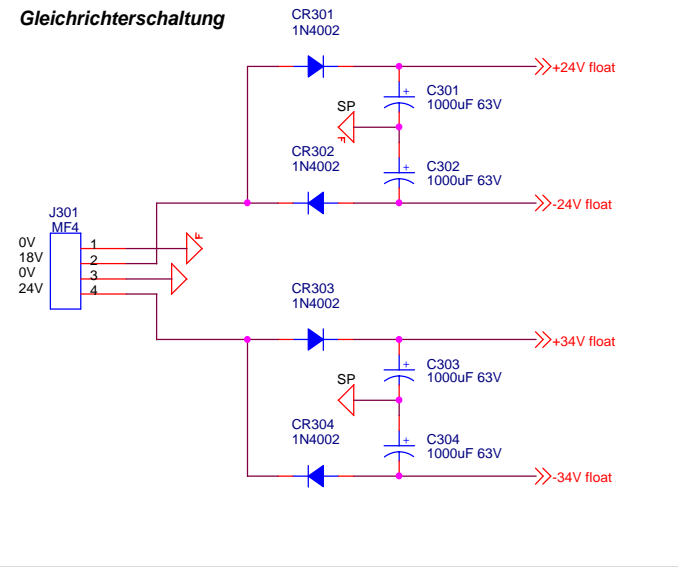 Gleichrichterschaltung
CR301
1N4002
+24V float
+
C301
1000uF 63V
SP
F
CR302
1N4002
+
C302
1000uF 63V
-24V float
J301
MF4
0V
18V
0V
24V
1
2
3
4
F
CR303
1N4002
+34V float
+
C303
1000uF 63V
SP
CR304
1N4002
+
C304
1000uF 63V
-34V float